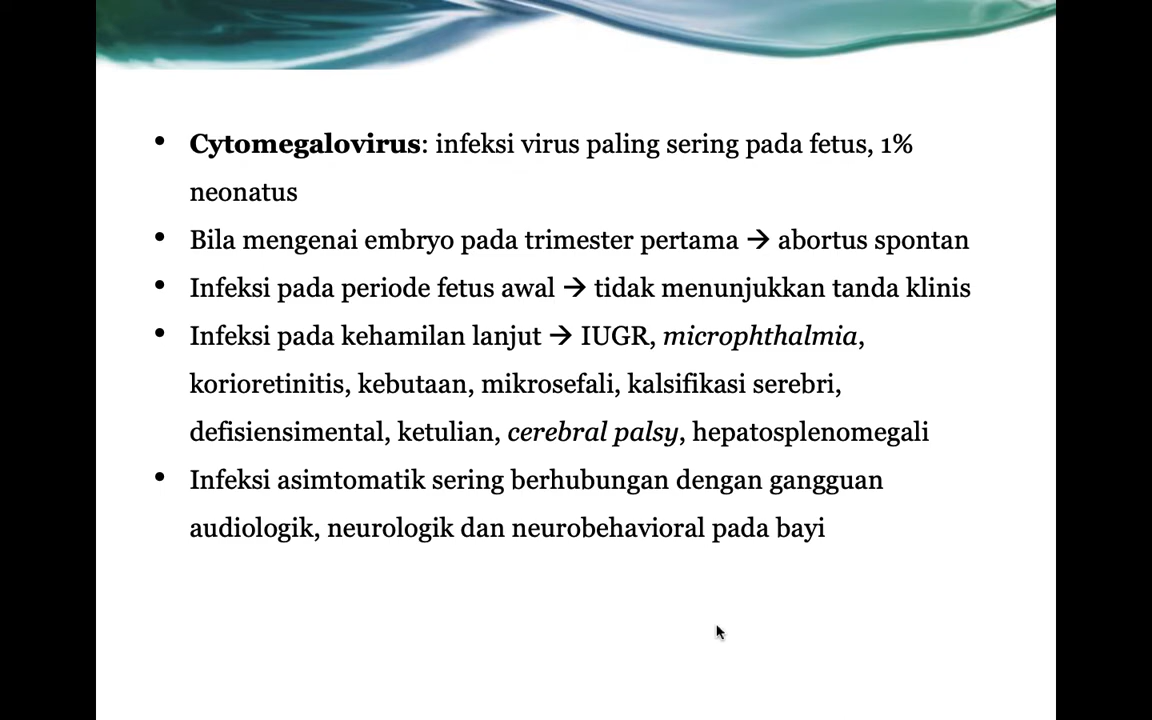 • Cytomegalovirus: infeksi virus paling sering pada fetus, 1%
neonatus
• Bila mengenai embryo pada trimester pertama → abortus spontan
• Infeksi pada periode fetus awal → tidak menunjukkan tanda klinis
• Infeksi pada kehamilan lanjut → IUGR, microphthalmia,
korioretinitis, kebutaan, mikrosefali, kalsifikasi serebri,
defisiensimental, ketulian, cerebral palsy, hepatosplenomegali
• Infeksi asimtomatik sering berhubungan dengan gangguan
audiologik, neurologik dan neurobehavioral pada bayi